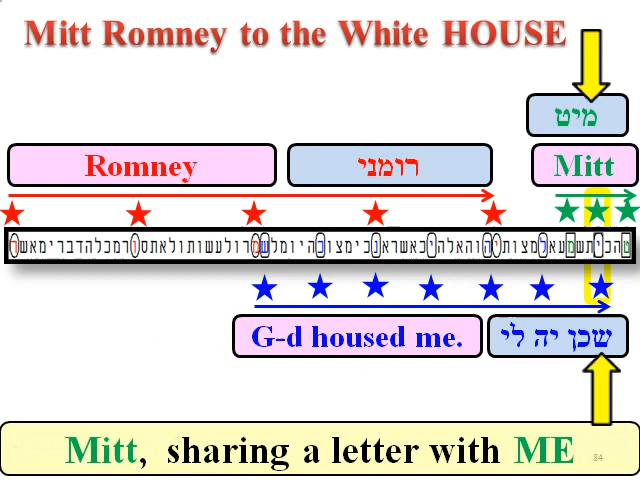 Mitt Romney to the White HOUSE
מיט
Romney רומני Mitt
טהכיתשמעאלמצותיהוהאלהיכאשראנכימצוכהיומלשמרולעשותולאתסורמכלהדברימאשר
G-d housed me. שכן יה לי
Mitt, sharing a letter with ME
84